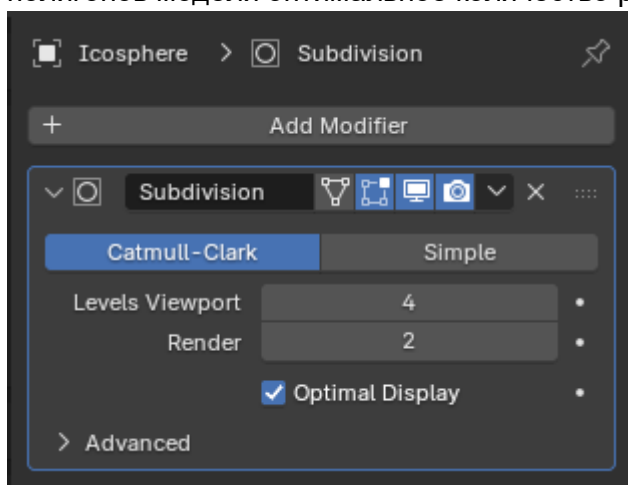 Icosphere > Subdivision
+ Add Modifier
Subdivision
Catmull-Clark Simple
Levels Viewport 4
Render 2
Optimal Display
> Advanced